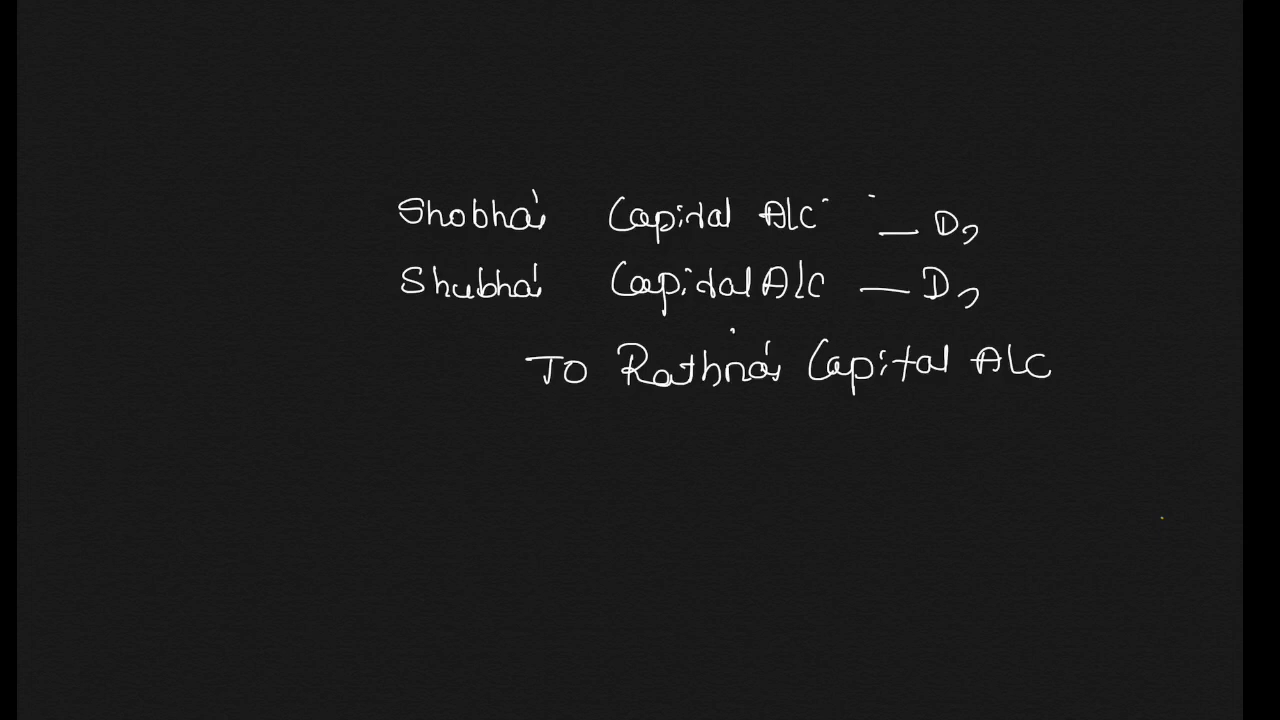 Shobha's Capital A/c — Dr
Shubha's Capital A/c — Dr
To Rathna's Capital A/c